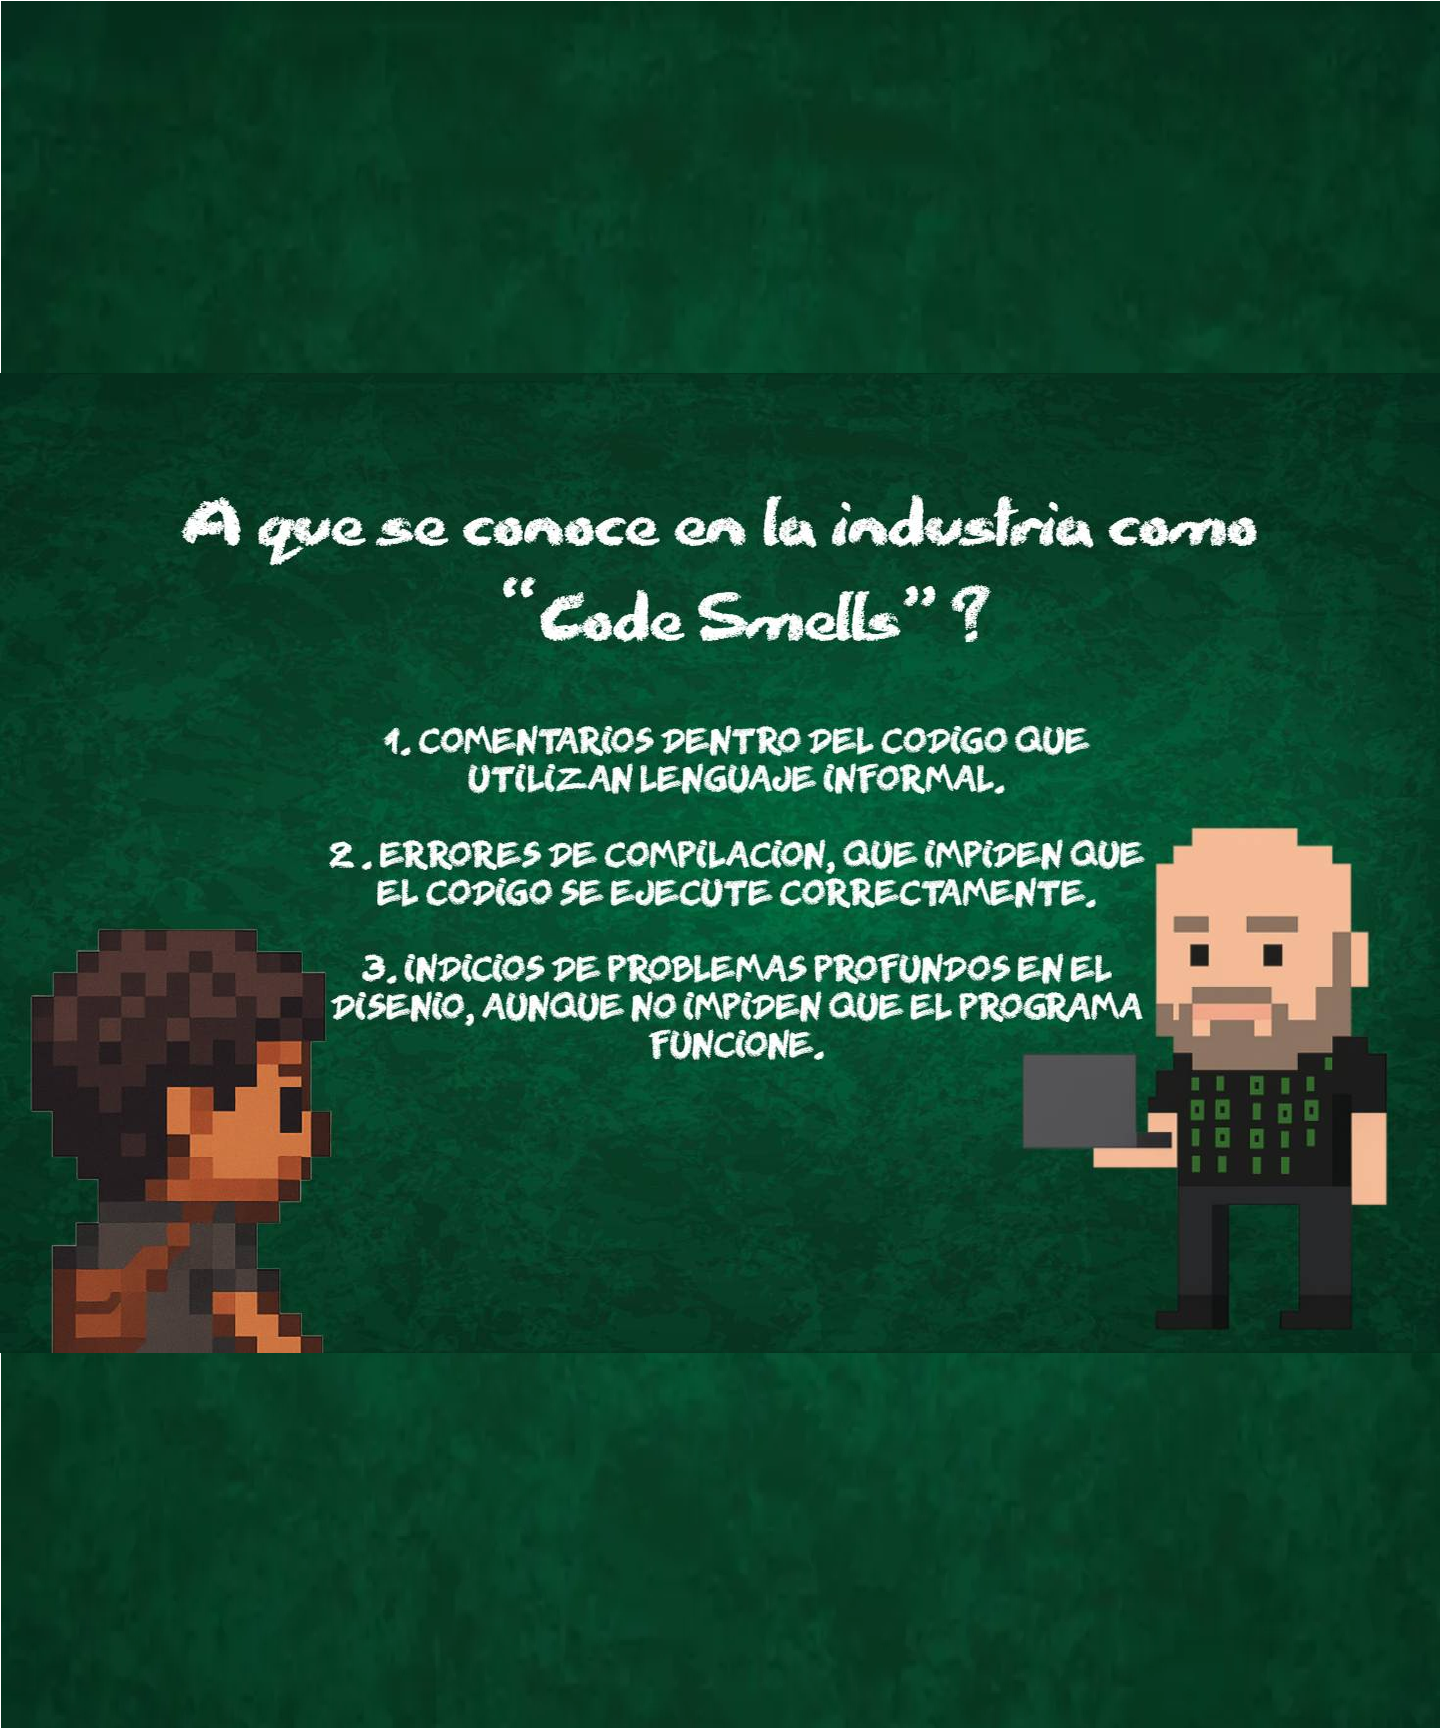 A que se conoce en la industria como
“Code Smells” ?
1. COMENTARIOS DENTRO DEL CODIGO QUE
UTILIZAN LENGUAJE INFORMAL.
2 . ERRORES DE COMPILACION, QUE IMPIDEN QUE
EL CODIGO SE EJECUTE CORRECTAMENTE.
3. INDICIOS DE PROBLEMAS PROFUNDOS EN EL
DISENIO, AUNQUE NO IMPIDEN QUE EL PROGRAMA
FUNCIONE.